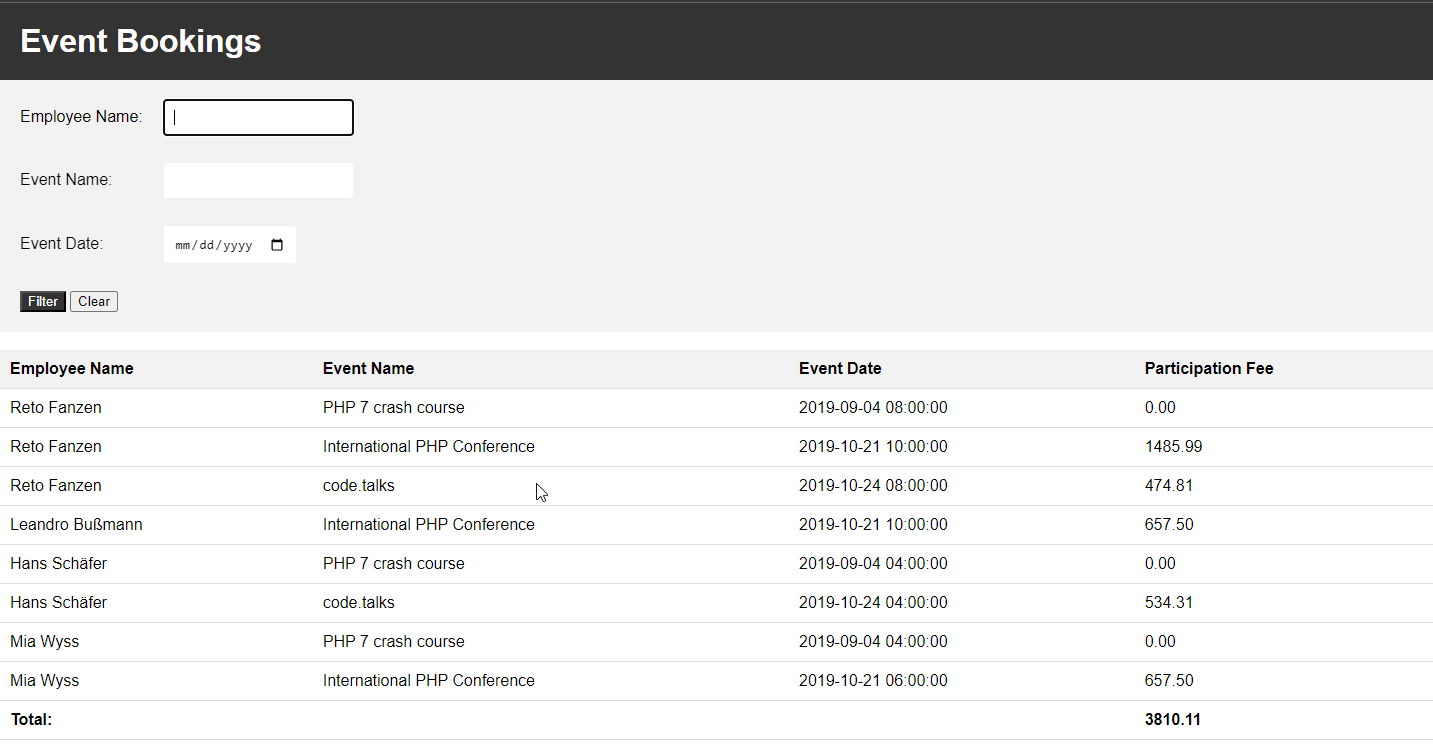 Event Bookings
Employee Name:
Event Name:
Event Date: mm/dd/yyyy
Filter Clear
Employee Name Event Name Event Date Participation Fee
Reto Fanzen PHP 7 crash course 2019-09-04 08:00:00 0.00
Reto Fanzen International PHP Conference 2019-10-21 10:00:00 1485.99
Reto Fanzen code.talks 2019-10-24 08:00:00 474.81
Leandro Bußmann International PHP Conference 2019-10-21 10:00:00 657.50
Hans Schäfer PHP 7 crash course 2019-09-04 04:00:00 0.00
Hans Schäfer code.talks 2019-10-24 04:00:00 534.31
Mia Wyss PHP 7 crash course 2019-09-04 04:00:00 0.00
Mia Wyss International PHP Conference 2019-10-21 06:00:00 657.50
Total: 3810.11